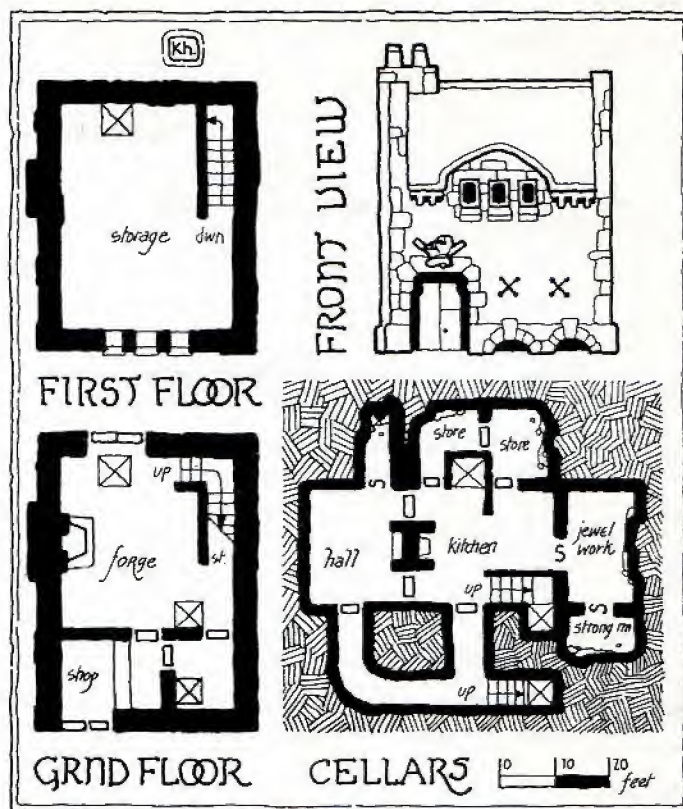 Kh.
storage dwn
FIRST FLOOR
FRONT VIEW
up
forge
st.
shop
GRND FLOOR
store
store
S
hall
kitchen
S
jewel
work
up
S
strong rm
up
CELLARS
0 10 20
feet